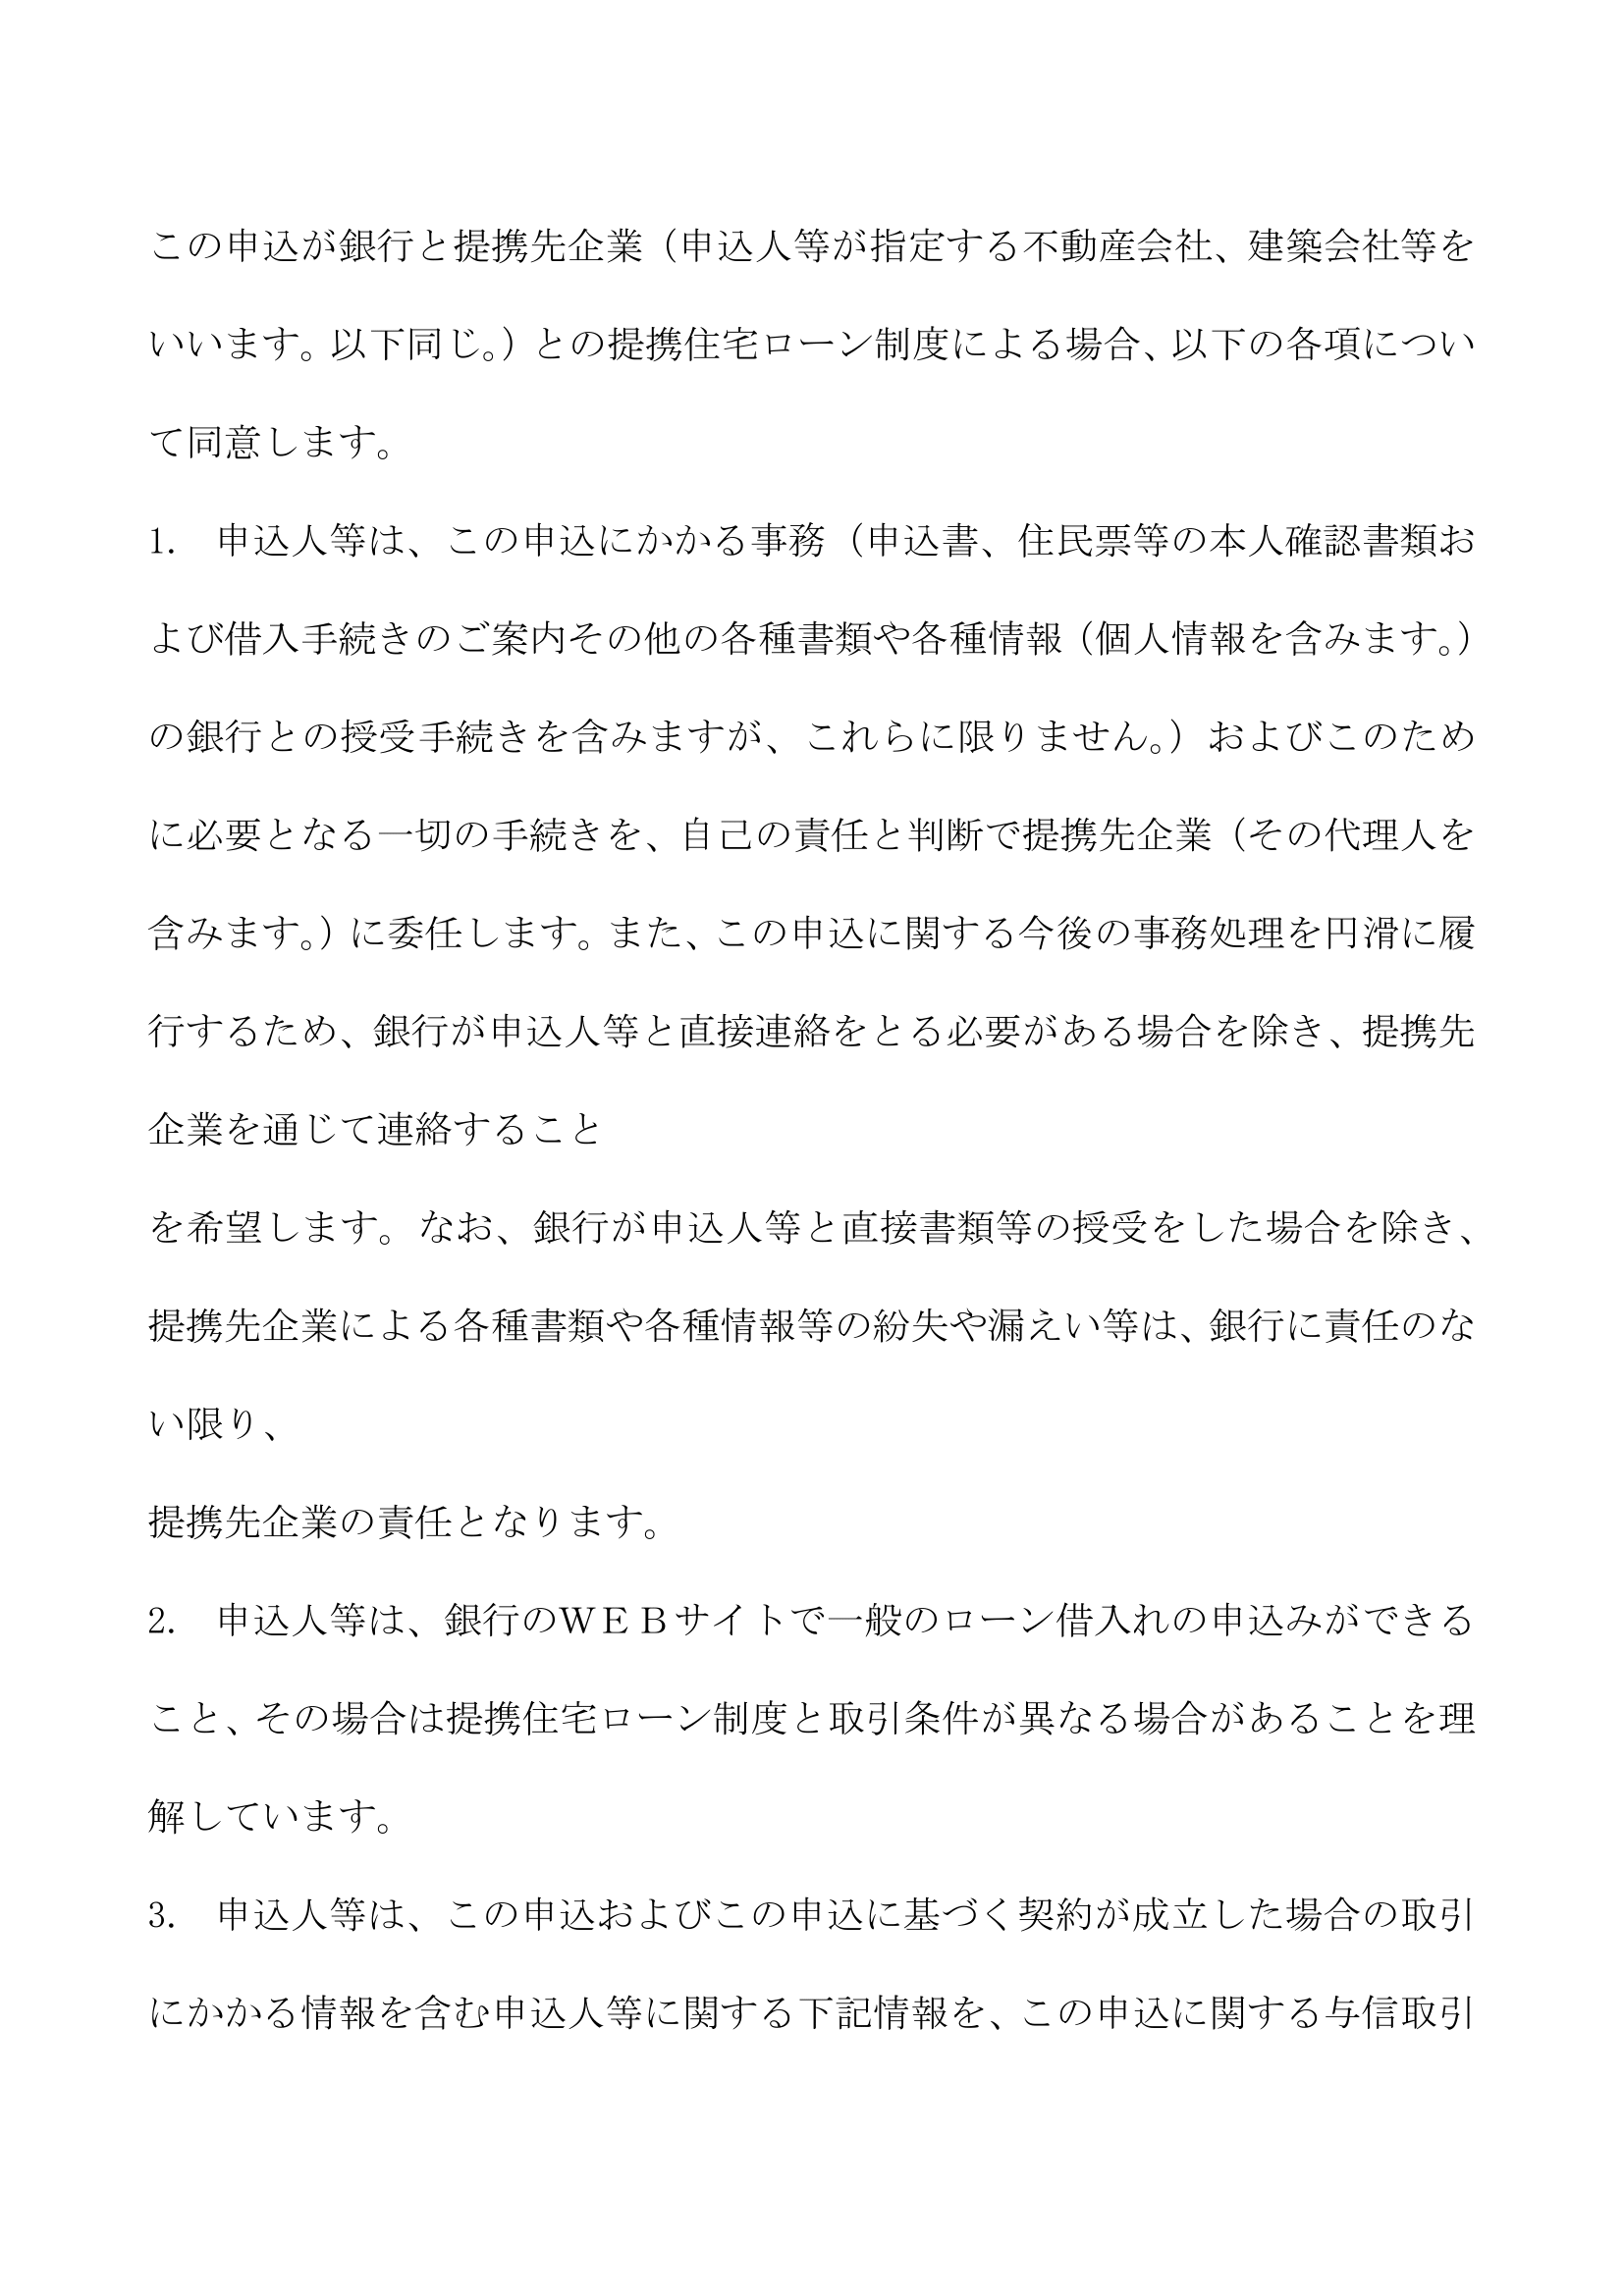 この申込が銀行と提携先企業（申込人等が指定する不動産会社、建築会社等を
いいます。以下同じ。）との提携住宅ローン制度による場合、以下の各項につい
て同意します。
1. 申込人等は、この申込にかかる事務（申込書、住民票等の本人確認書類お
よび借入手続きのご案内その他の各種書類や各種情報（個人情報を含みます。）
の銀行との授受手続きを含みますが、これらに限りません。）およびこのため
に必要となる一切の手続きを、自己の責任と判断で提携先企業（その代理人を
含みます。）に委任します。また、この申込に関する今後の事務処理を円滑に履
行するため、銀行が申込人等と直接連絡をとる必要がある場合を除き、提携先
企業を通じて連絡すること
を希望します。なお、銀行が申込人等と直接書類等の授受をした場合を除き、
提携先企業による各種書類や各種情報等の紛失や漏えい等は、銀行に責任のな
い限り、
提携先企業の責任となります。
2. 申込人等は、銀行のＷＥＢサイトで一般のローン借入れの申込みができる
こと、その場合は提携住宅ローン制度と取引条件が異なる場合があることを理
解しています。
3. 申込人等は、この申込およびこの申込に基づく契約が成立した場合の取引
にかかる情報を含む申込人等に関する下記情報を、この申込に関する与信取引